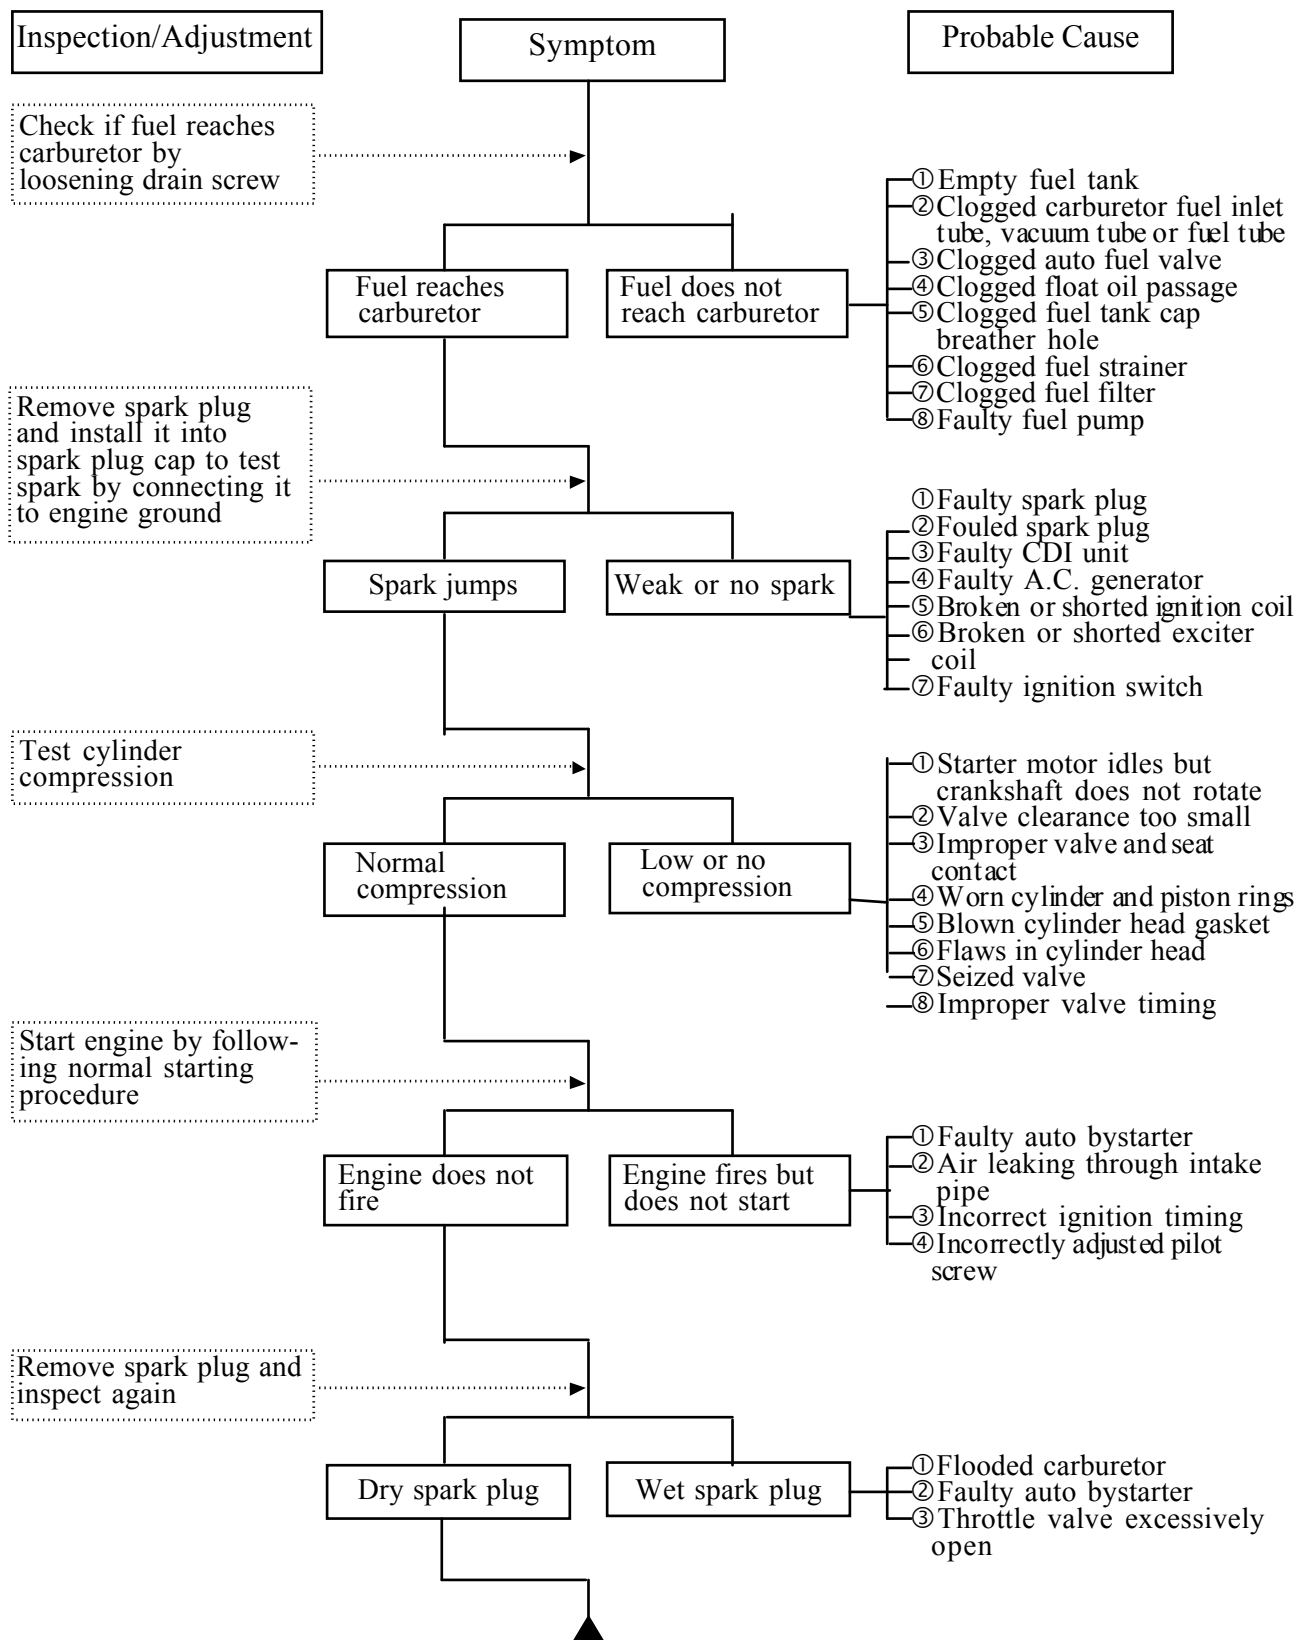 Inspection/Adjustment
Symptom
Probable Cause
Check if fuel reaches
carburetor by
loosening drain screw
Fuel reaches
carburetor
Fuel does not
reach carburetor
①Empty fuel tank
②Clogged carburetor fuel inlet
tube, vacuum tube or fuel tube
③Clogged auto fuel valve
④Clogged float oil passage
⑤Clogged fuel tank cap
breather hole
⑥Clogged fuel strainer
⑦Clogged fuel filter
⑧Faulty fuel pump
Remove spark plug
and install it into
spark plug cap to test
spark by connecting it
to engine ground
Spark jumps
Weak or no spark
①Faulty spark plug
②Fouled spark plug
③Faulty CDI unit
④Faulty A.C. generator
⑤Broken or shorted ignition coil
⑥Broken or shorted exciter
coil
⑦Faulty ignition switch
Test cylinder
compression
Normal
compression
Low or no
compression
①Starter motor idles but
crankshaft does not rotate
②Valve clearance too small
③Improper valve and seat
contact
④Worn cylinder and piston rings
⑤Blown cylinder head gasket
⑥Flaws in cylinder head
⑦Seized valve
⑧Improper valve timing
Start engine by follow-
ing normal starting
procedure
Engine does not
fire
Engine fires but
does not start
①Faulty auto bystarter
②Air leaking through intake
pipe
③Incorrect ignition timing
④Incorrectly adjusted pilot
screw
Remove spark plug and
inspect again
Dry spark plug
Wet spark plug
①Flooded carburetor
②Faulty auto bystarter
③Throttle valve excessively
open